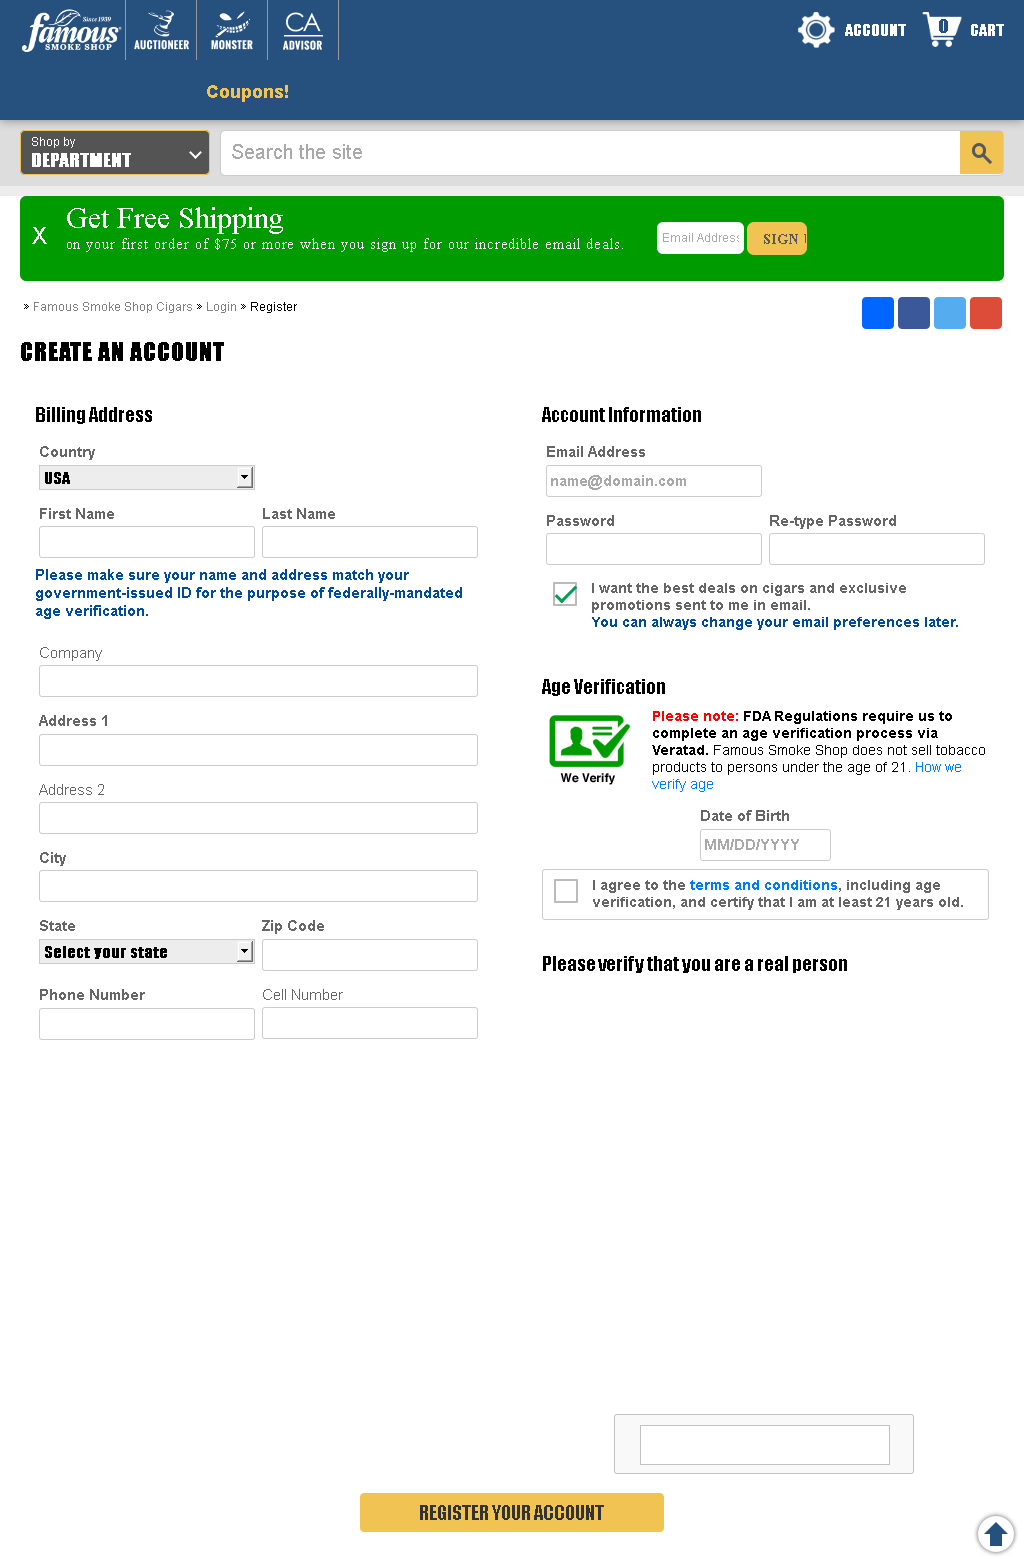 Since 1939
famous
SMOKE SHOP
AUCTIONEER
MONSTER
CA
ADVISOR
ACCOUNT
0
CART
Coupons!
Shop by
DEPARTMENT
Search the site
X
Get Free Shipping
on your first order of $75 or more when you sign up for our incredible email deals.
Email Address
SIGN
» Famous Smoke Shop Cigars » Login » Register
CREATE AN ACCOUNT
Billing Address
Country
USA
First Name
Last Name
Please make sure your name and address match your
government-issued ID for the purpose of federally-mandated
age verification.
Company
Address 1
Address 2
City
State
Zip Code
Select your state
Phone Number
Cell Number
Account Information
Email Address
name@domain.com
Password
Re-type Password
I want the best deals on cigars and exclusive
promotions sent to me in email.
You can always change your email preferences later.
Age Verification
We Verify
Please note: FDA Regulations require us to
complete an age verification process via
Veratad. Famous Smoke Shop does not sell tobacco
products to persons under the age of 21. How we
verify age
Date of Birth
MM/DD/YYYY
I agree to the terms and conditions, including age
verification, and certify that I am at least 21 years old.
Please verify that you are a real person
REGISTER YOUR ACCOUNT